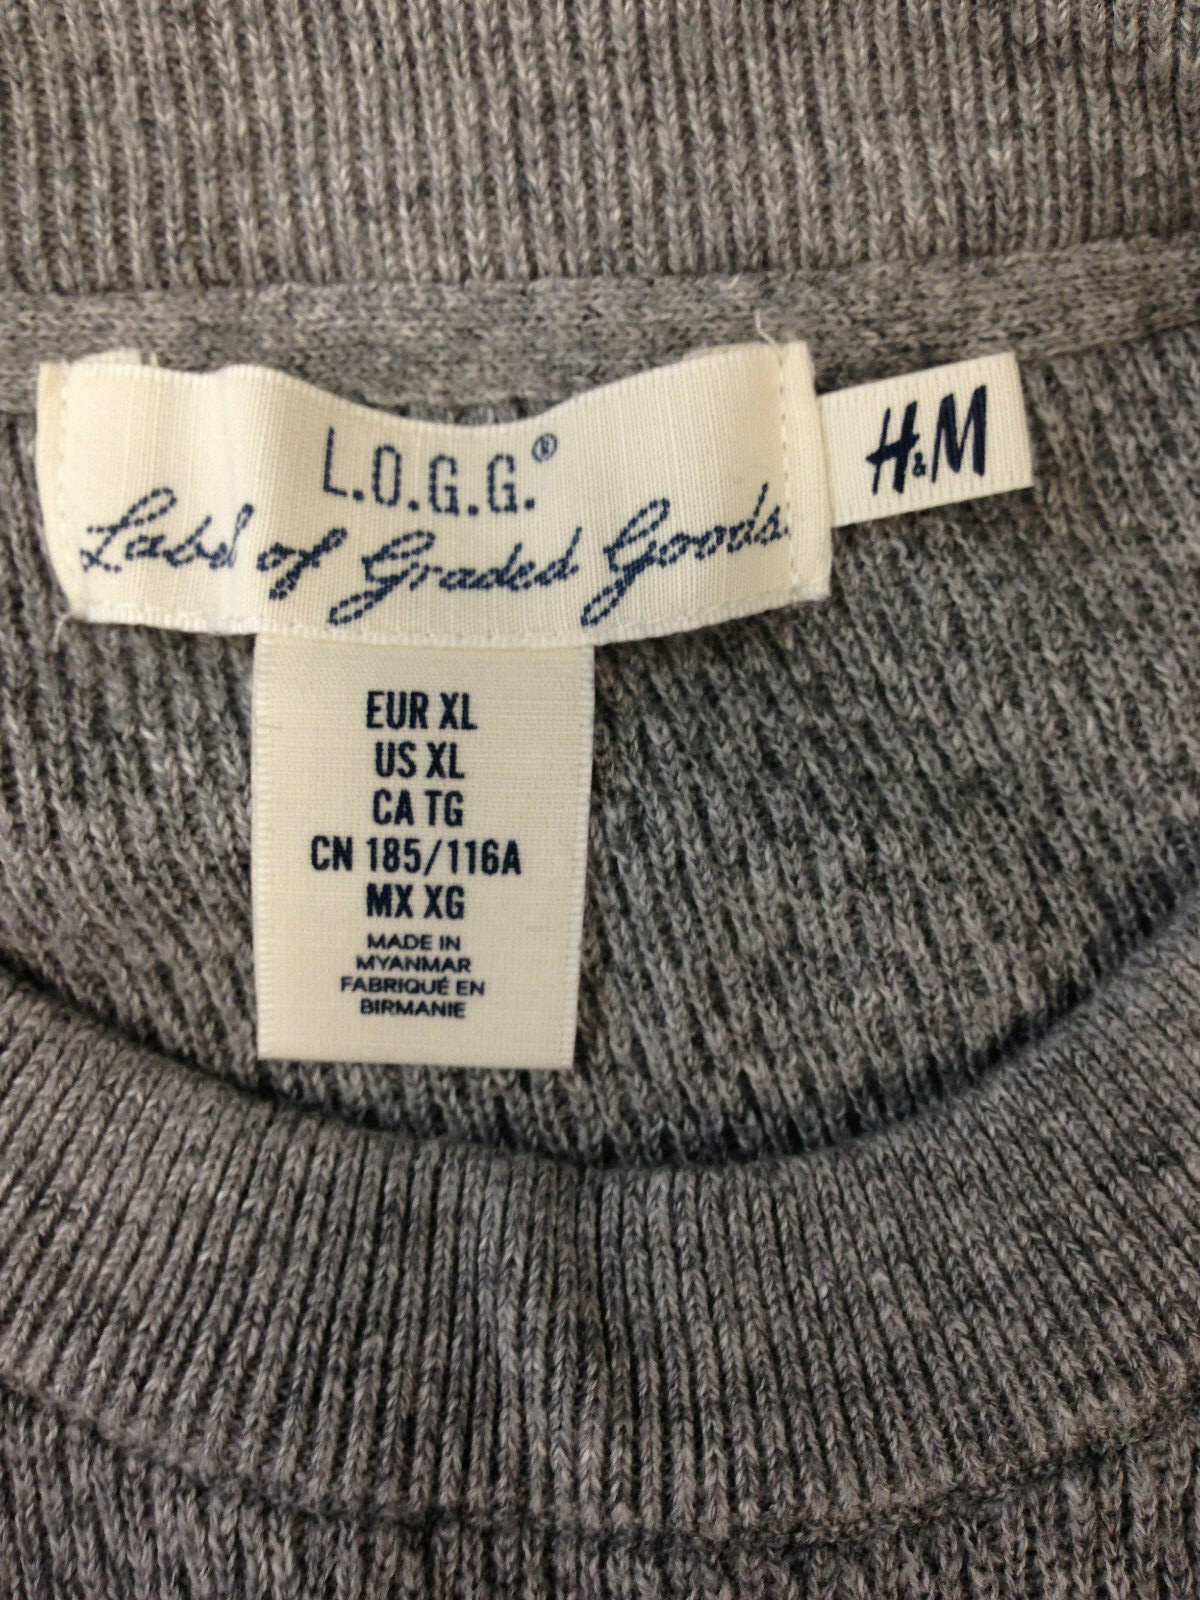 L.O.G.G.®
Label of Graded Goods.
H&M
EUR XL
US XL
CA TG
CN 185/116A
MX XG
MADE IN
MYANMAR
FABRIQUÉ EN
BIRMANIE